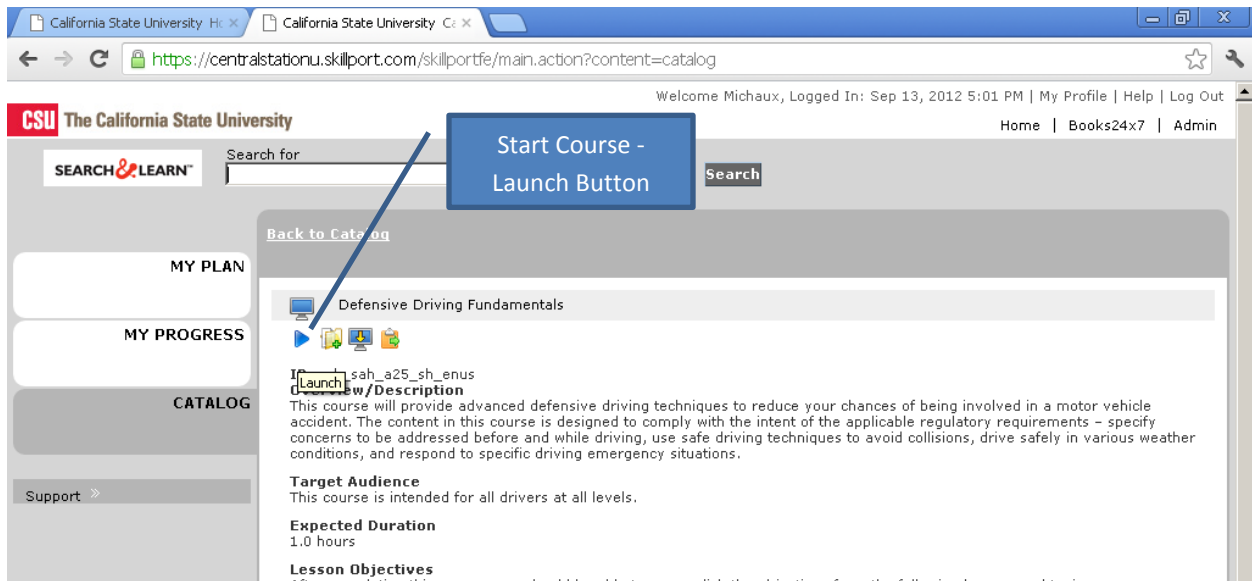 California State University Ho
California State University Ca
https://centralstationu.skillport.com/skillportfe/main.action?content=catalog
Welcome Michaux, Logged In: Sep 13, 2012 5:01 PM | My Profile | Help | Log Out
CSU The California State University
Home | Books24x7 | Admin
Start Course -
Launch Button
SEARCH & LEARN™
Search for
Search
Back to Catalog
MY PLAN
MY PROGRESS
CATALOG
Support »
Defensive Driving Fundamentals
Launch
sah_a25_sh_enus
Overview/Description
This course will provide advanced defensive driving techniques to reduce your chances of being involved in a motor vehicle
accident. The content in this course is designed to comply with the intent of the applicable regulatory requirements – specify
concerns to be addressed before and while driving, use safe driving techniques to avoid collisions, drive safely in various weather
conditions, and respond to specific driving emergency situations.
Target Audience
This course is intended for all drivers at all levels.
Expected Duration
1.0 hours
Lesson Objectives